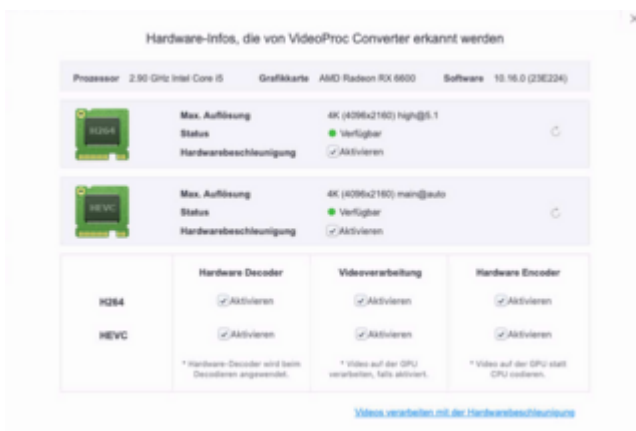 Hardware-Infos, die von VideoProc Converter erkannt werden
Prozessor 2.90 GHz Intel Core i5 Grafikkarte AMD Radeon RX 6600 Software 10.16.0 (23E224)
H264
Max. Auflösung 4K (4096x2160) high@5.1
Status Verfügbar
Hardwarebeschleunigung Aktivieren
HEVC
Max. Auflösung 4K (4096x2160) main@auto
Status Verfügbar
Hardwarebeschleunigung Aktivieren
Hardware Decoder Videoverarbeitung Hardware Encoder
H264 Aktivieren Aktivieren Aktivieren
HEVC Aktivieren Aktivieren Aktivieren
* Hardware-Decoder wird beim * Video auf der GPU * Video auf der GPU statt
Decodieren angewendet. verarbeiten, falls aktiviert. CPU codieren.
Videos verarbeiten mit der Hardwarebeschleunigung